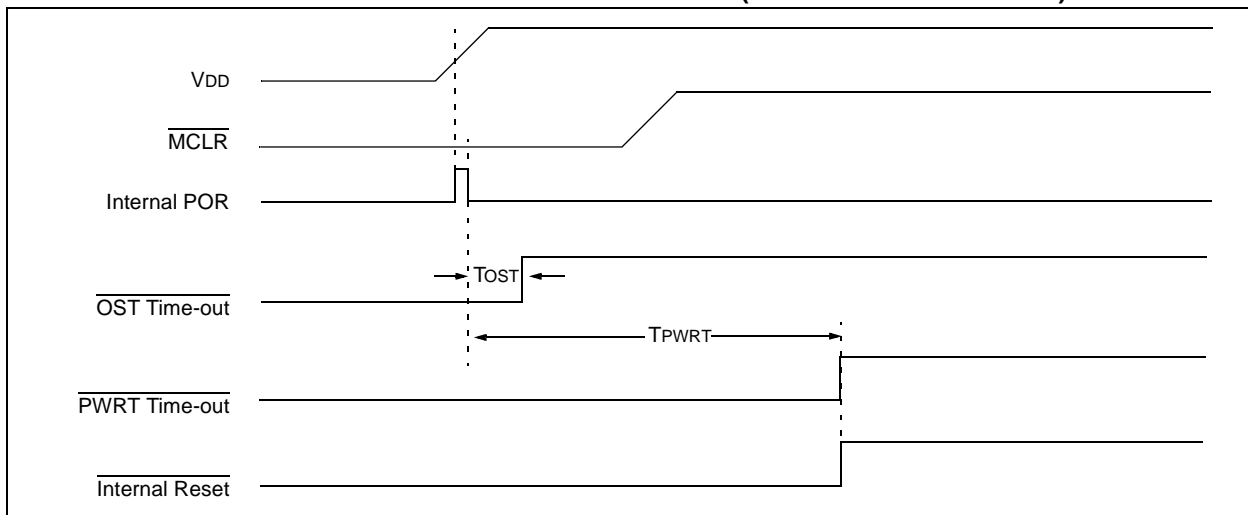 VDD
MCLR
Internal POR
TOST
OST Time-out
TPWRT
PWRT Time-out
Internal Reset